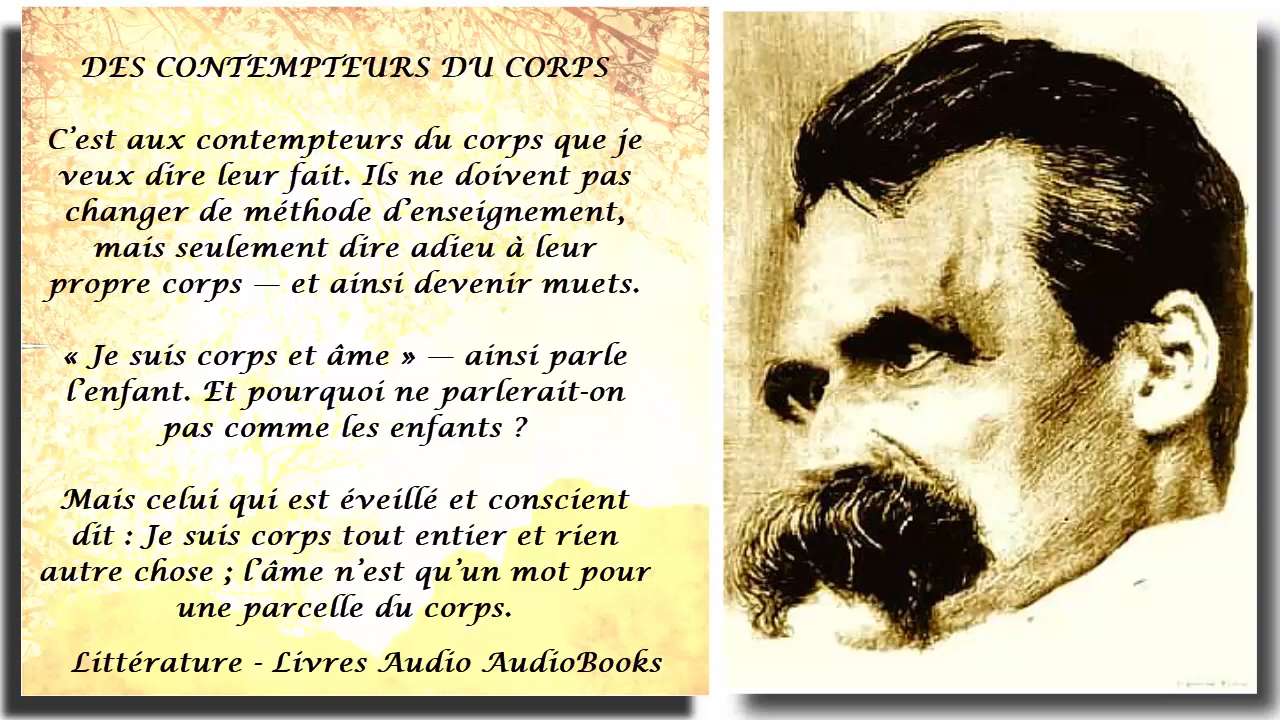 DES CONTEMPTEURS DU CORPS
C’est aux contempteurs du corps que je
veux dire leur fait. Ils ne doivent pas
changer de méthode d’enseignement,
mais seulement dire adieu à leur
propre corps — et ainsi devenir muets.
« Je suis corps et âme » — ainsi parle
l’enfant. Et pourquoi ne parlerait-on
pas comme les enfants ?
Mais celui qui est éveillé et conscient
dit : Je suis corps tout entier et rien
autre chose ; l’âme n’est qu’un mot pour
une parcelle du corps.
Littérature - Livres Audio AudioBooks